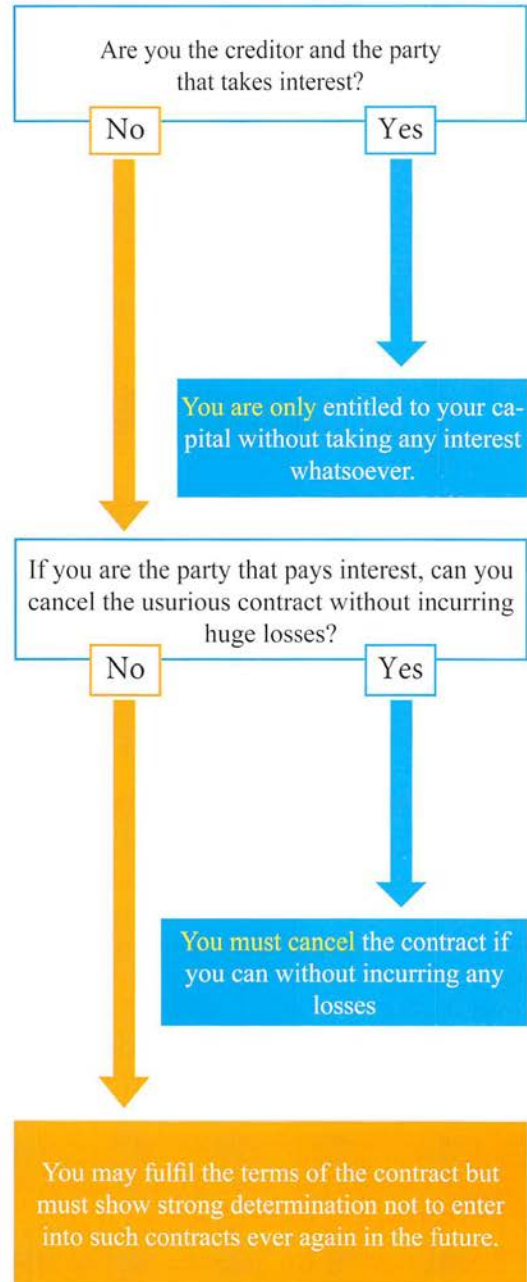 Are you the creditor and the party
that takes interest?
No
Yes
You are only entitled to your ca-
pital without taking any interest
whatsoever.
If you are the party that pays interest, can you
cancel the usurious contract without incurring
huge losses?
No
Yes
You must cancel the contract if
you can without incurring any
losses
You may fulfil the terms of the contract but
must show strong determination not to enter
into such contracts ever again in the future.